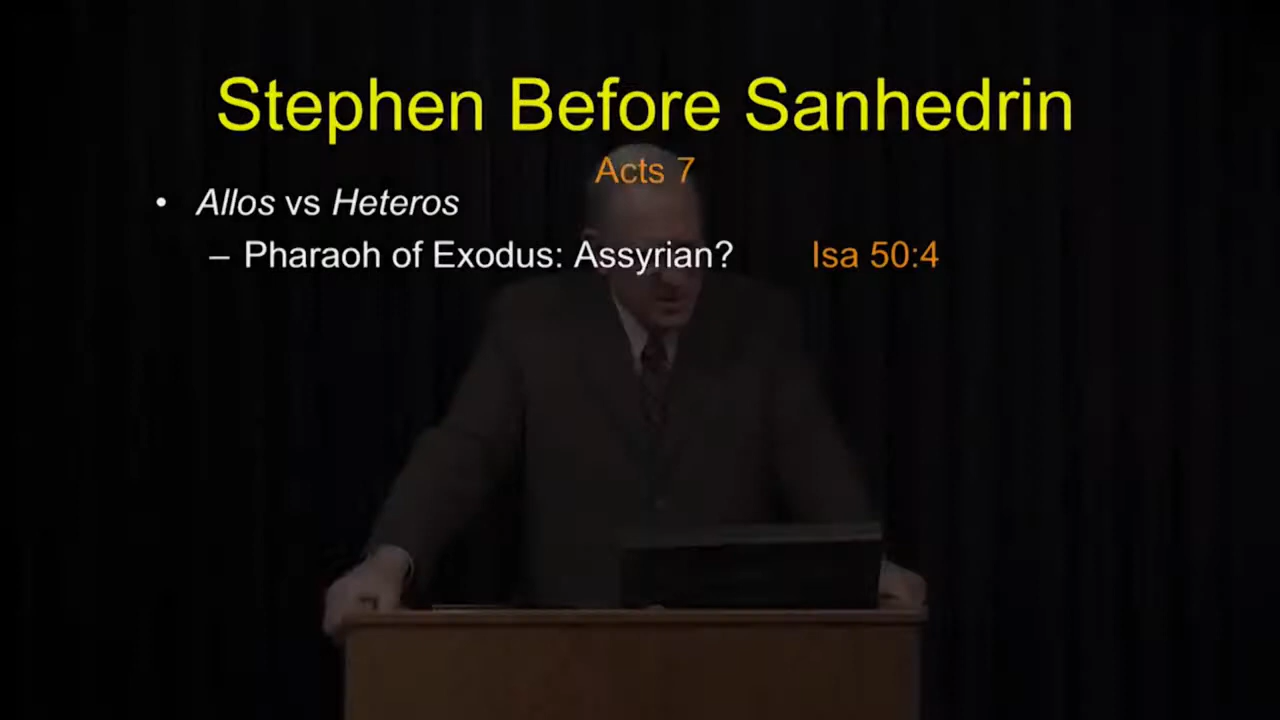 Stephen Before Sanhedrin
Acts 7
• Allos vs Heteros
– Pharaoh of Exodus: Assyrian? Isa 50:4